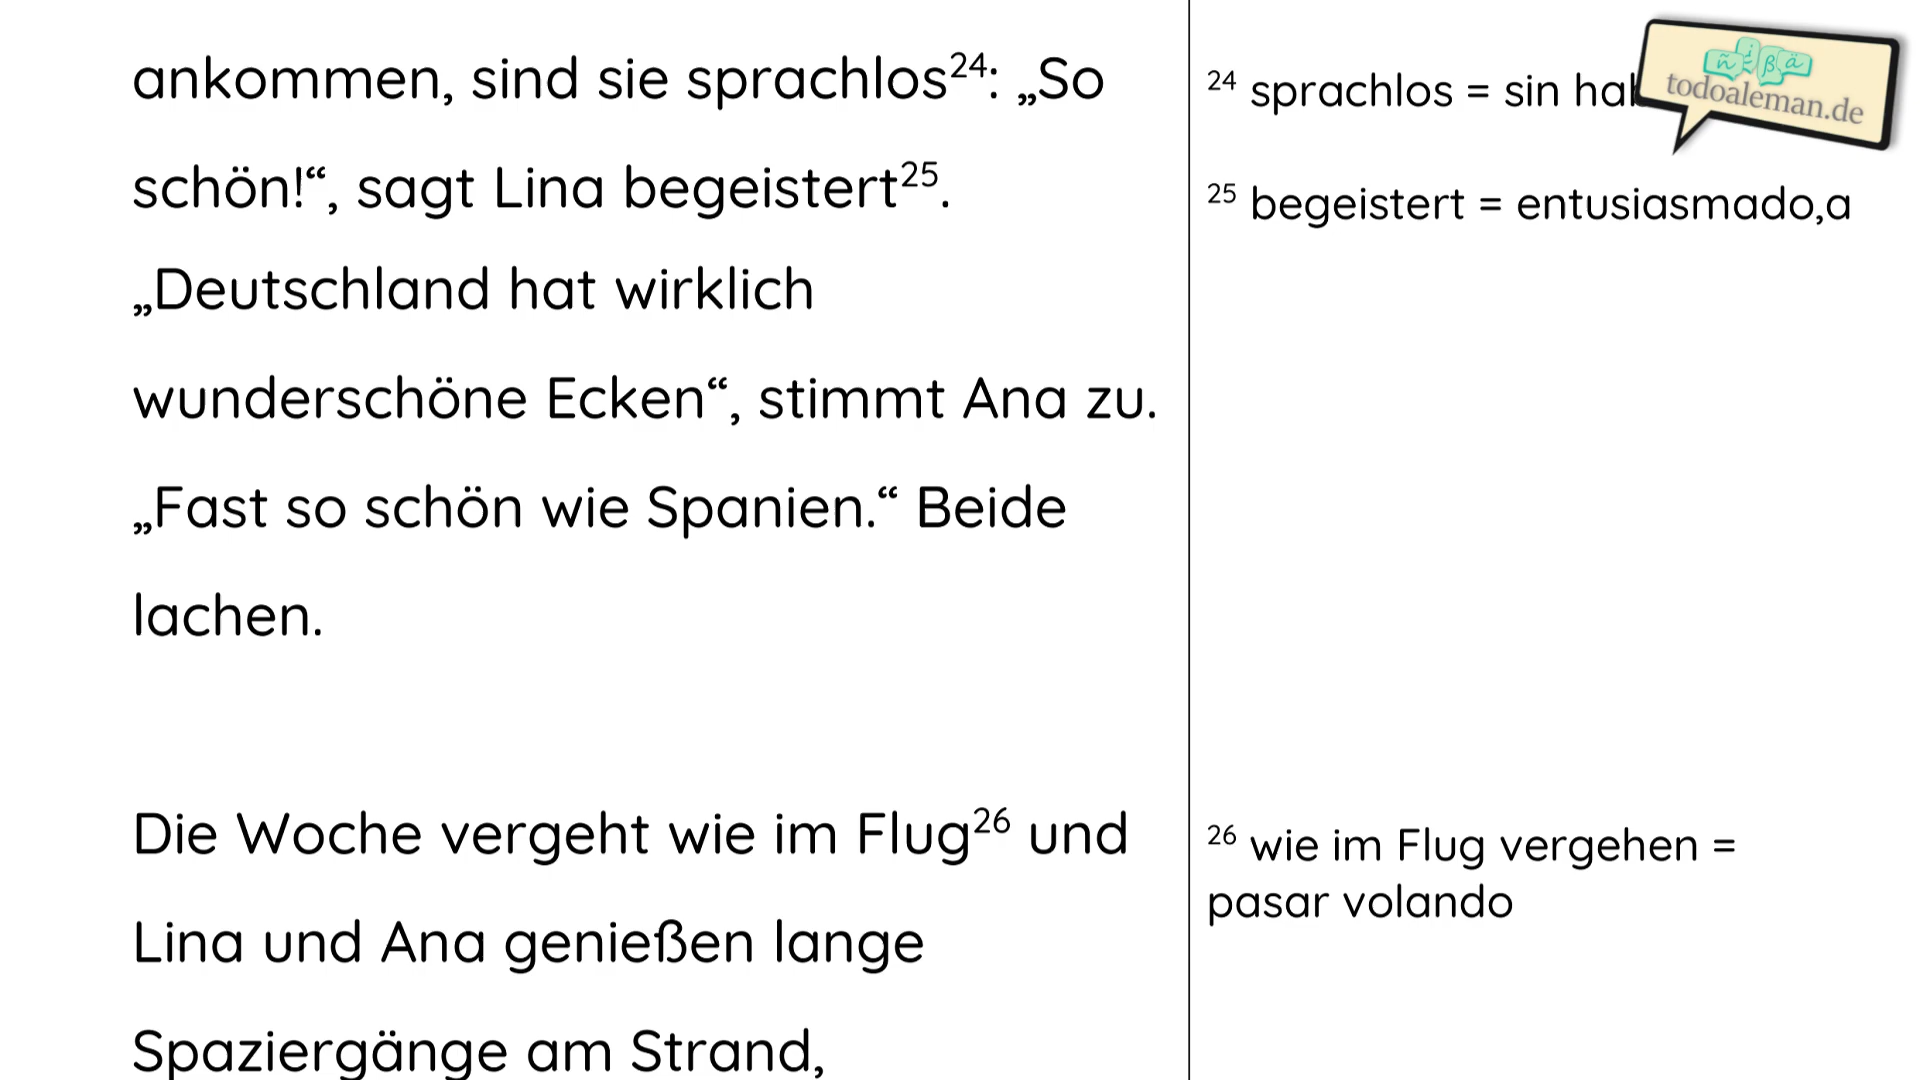 ankommen, sind sie sprachlos²⁴: „So
schön!“, sagt Lina begeistert²⁵.
„Deutschland hat wirklich
wunderschöne Ecken“, stimmt Ana zu.
„Fast so schön wie Spanien.“ Beide
lachen.
Die Woche vergeht wie im Flug²⁶ und
Lina und Ana genießen lange
Spaziergänge am Strand,
²⁴ sprachlos = sin
²⁵ begeistert = entusiasmado,a
²⁶ wie im Flug vergehen =
pasar volando
ñ ß ä
todoaleman.de